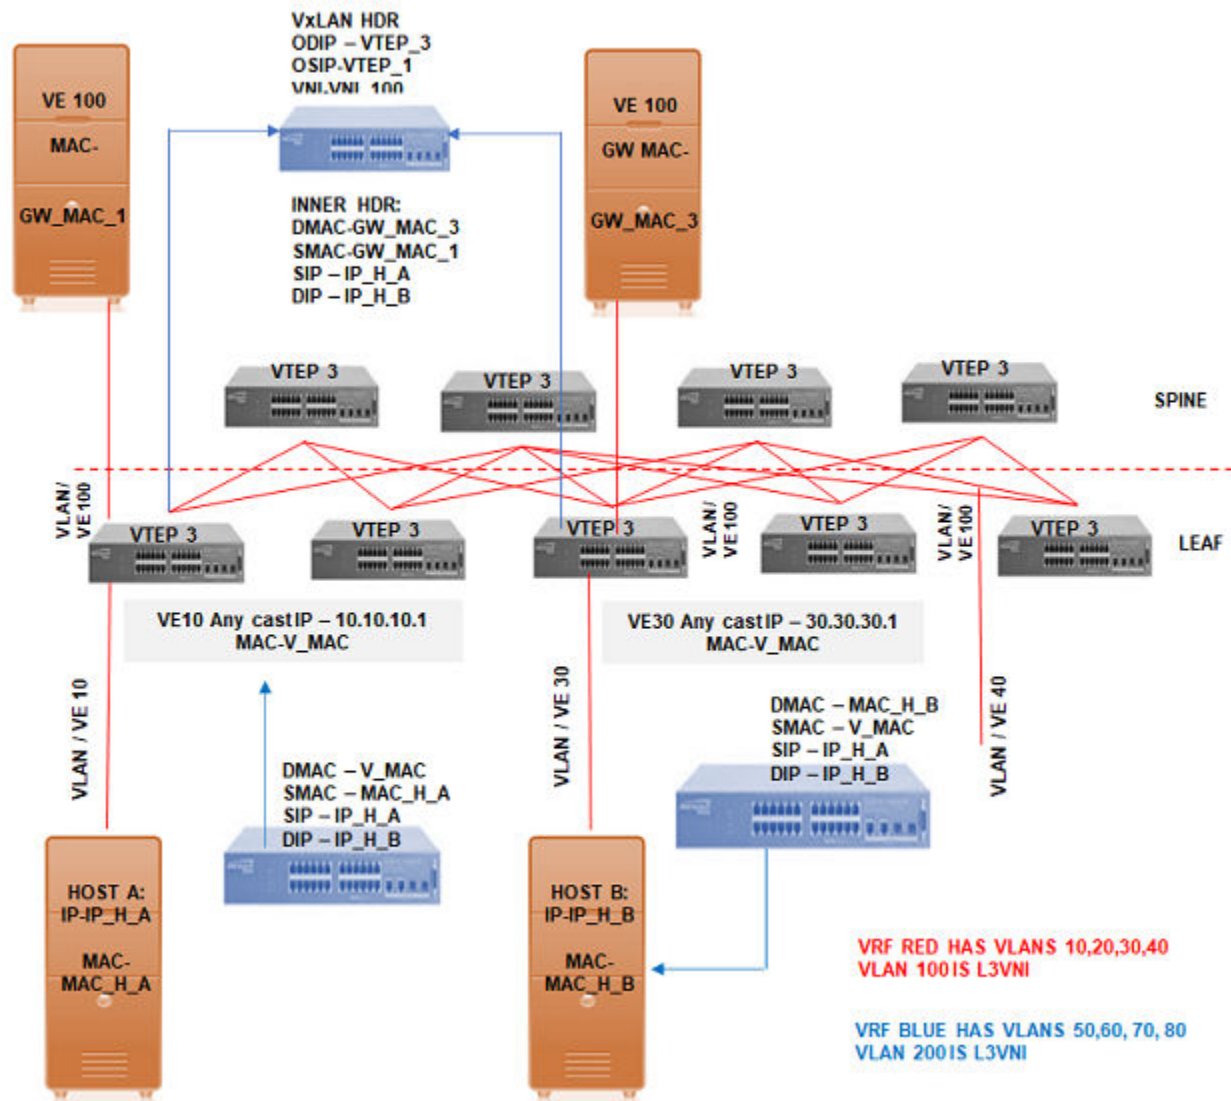 VxLAN HDR
ODIP – VTEP_3
OSIP-VTEP_1
VNI-VNI_100
VE 100
MAC-
GW_MAC_1
VE 100
GW MAC-
GW_MAC_3
INNER HDR:
DMAC-GW_MAC_3
SMAC-GW_MAC_1
SIP – IP_H_A
DIP – IP_H_B
VTEP 3
VTEP 3
VTEP 3
VTEP 3
SPINE
VLAN/
VE100
VTEP 3
VTEP 3
VTEP 3
VLAN/
VE100
VTEP 3
VLAN/
VE100
VTEP 3
LEAF
VE10 Any cast IP – 10.10.10.1
MAC-V_MAC
VE30 Any cast IP – 30.30.30.1
MAC-V_MAC
VLAN / VE 10
VLAN / VE 30
VLAN / VE 40
DMAC – MAC_H_B
SMAC – V_MAC
SIP – IP_H_A
DIP – IP_H_B
DMAC – V_MAC
SMAC – MAC_H_A
SIP – IP_H_A
DIP – IP_H_B
HOST A:
IP-IP_H_A
MAC-
MAC_H_A
HOST B:
IP-IP_H_B
MAC-
MAC_H_B
VRF RED HAS VLANS 10,20,30,40
VLAN 100 IS L3VNI
VRF BLUE HAS VLANS 50,60, 70, 80
VLAN 200 IS L3VNI